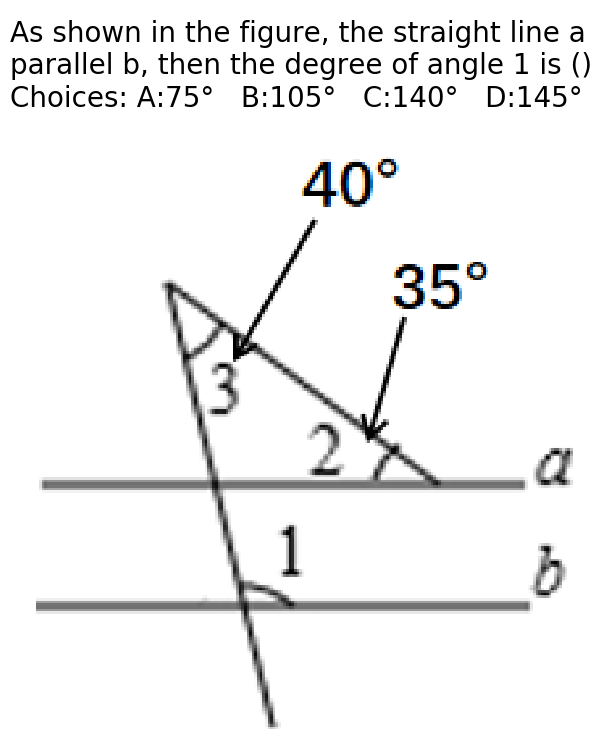 As shown in the figure, the straight line a
parallel b, then the degree of angle 1 is ()
Choices: A:75° B:105° C:140° D:145°
40°
35°
3
2
a
1
b